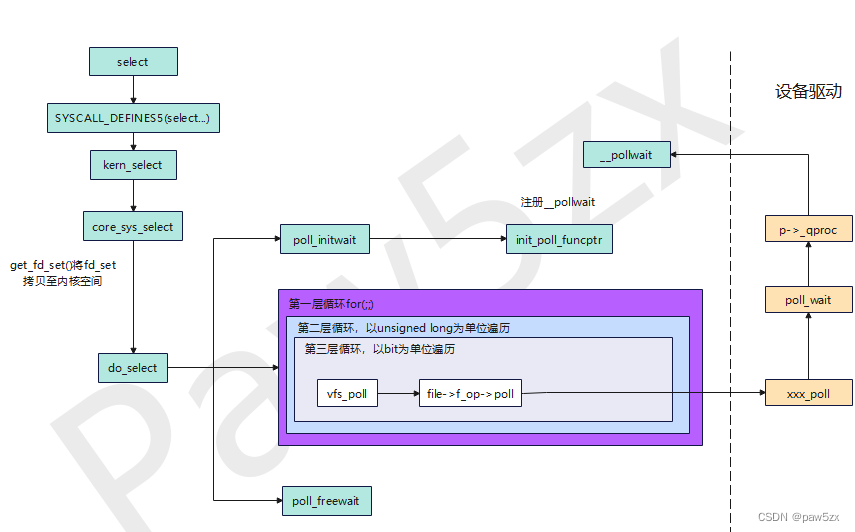 select
SYSCALL_DEFINES5(select...)
kern_select
core_sys_select
get_fd_set()将fd_set
拷贝至内核空间
do_select
poll_initwait
注册__pollwait
init_poll_funcptr
__pollwait
第一层循环for(;;)
第二层循环，以unsigned long为单位遍历
第三层循环，以bit为单位遍历
vfs_poll
file->f_op->poll
poll_freewait
设备驱动
p->_qproc
poll_wait
xxx_poll
Paw5zx
CSDN @paw5zx